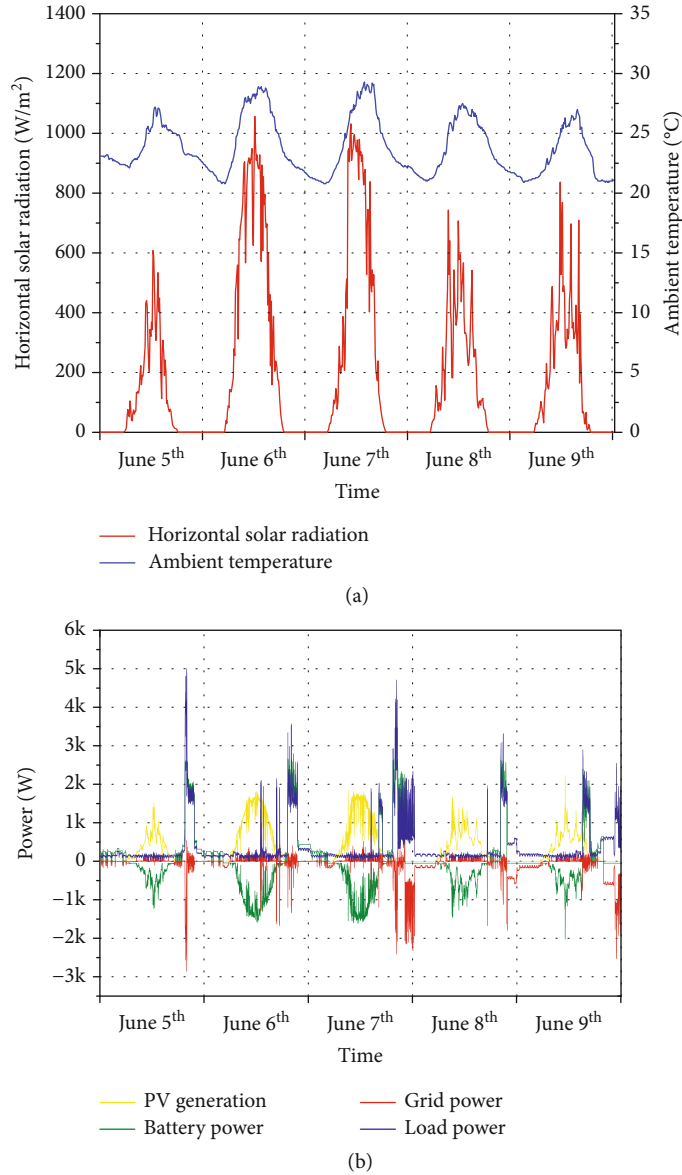 1400
1200
1000
800
600
400
200
0
Horizontal solar radiation (W/m²)
35
30
25
20
15
10
5
0
Ambient temperature (°C)
June 5th
June 6th
June 7th
June 8th
June 9th
Time
Horizontal solar radiation
Ambient temperature
(a)
6k
5k
4k
3k
2k
1k
0
−1k
−2k
−3k
Power (W)
June 5th
June 6th
June 7th
June 8th
June 9th
Time
PV generation
Grid power
Battery power
Load power
(b)